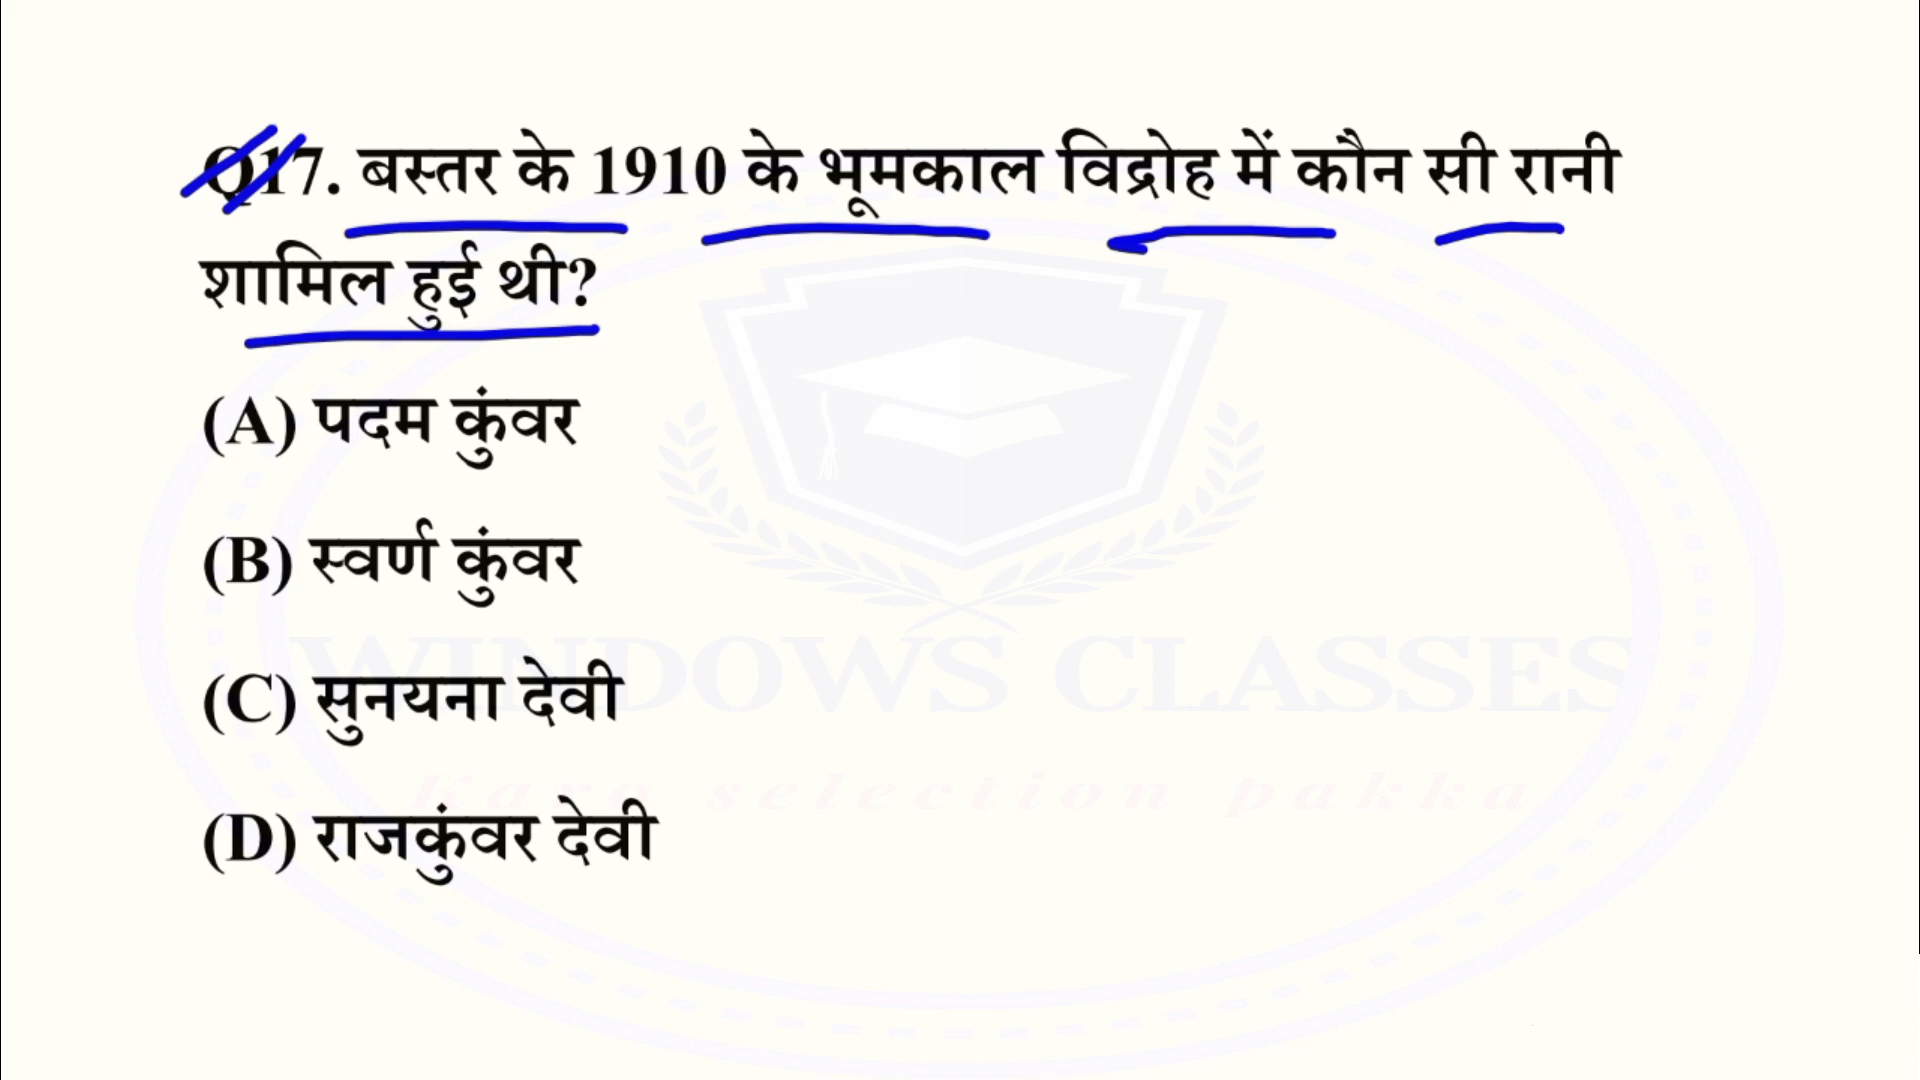 Q17. बस्तर के 1910 के भूमकाल विद्रोह में कौन सी रानी
शामिल हुई थी?
(A) पदम कुंवर
(B) स्वर्ण कुंवर
(C) सुनयना देवी
WINDOWS CLASSES
Karo selection pakka
(D) राजकुंवर देवी